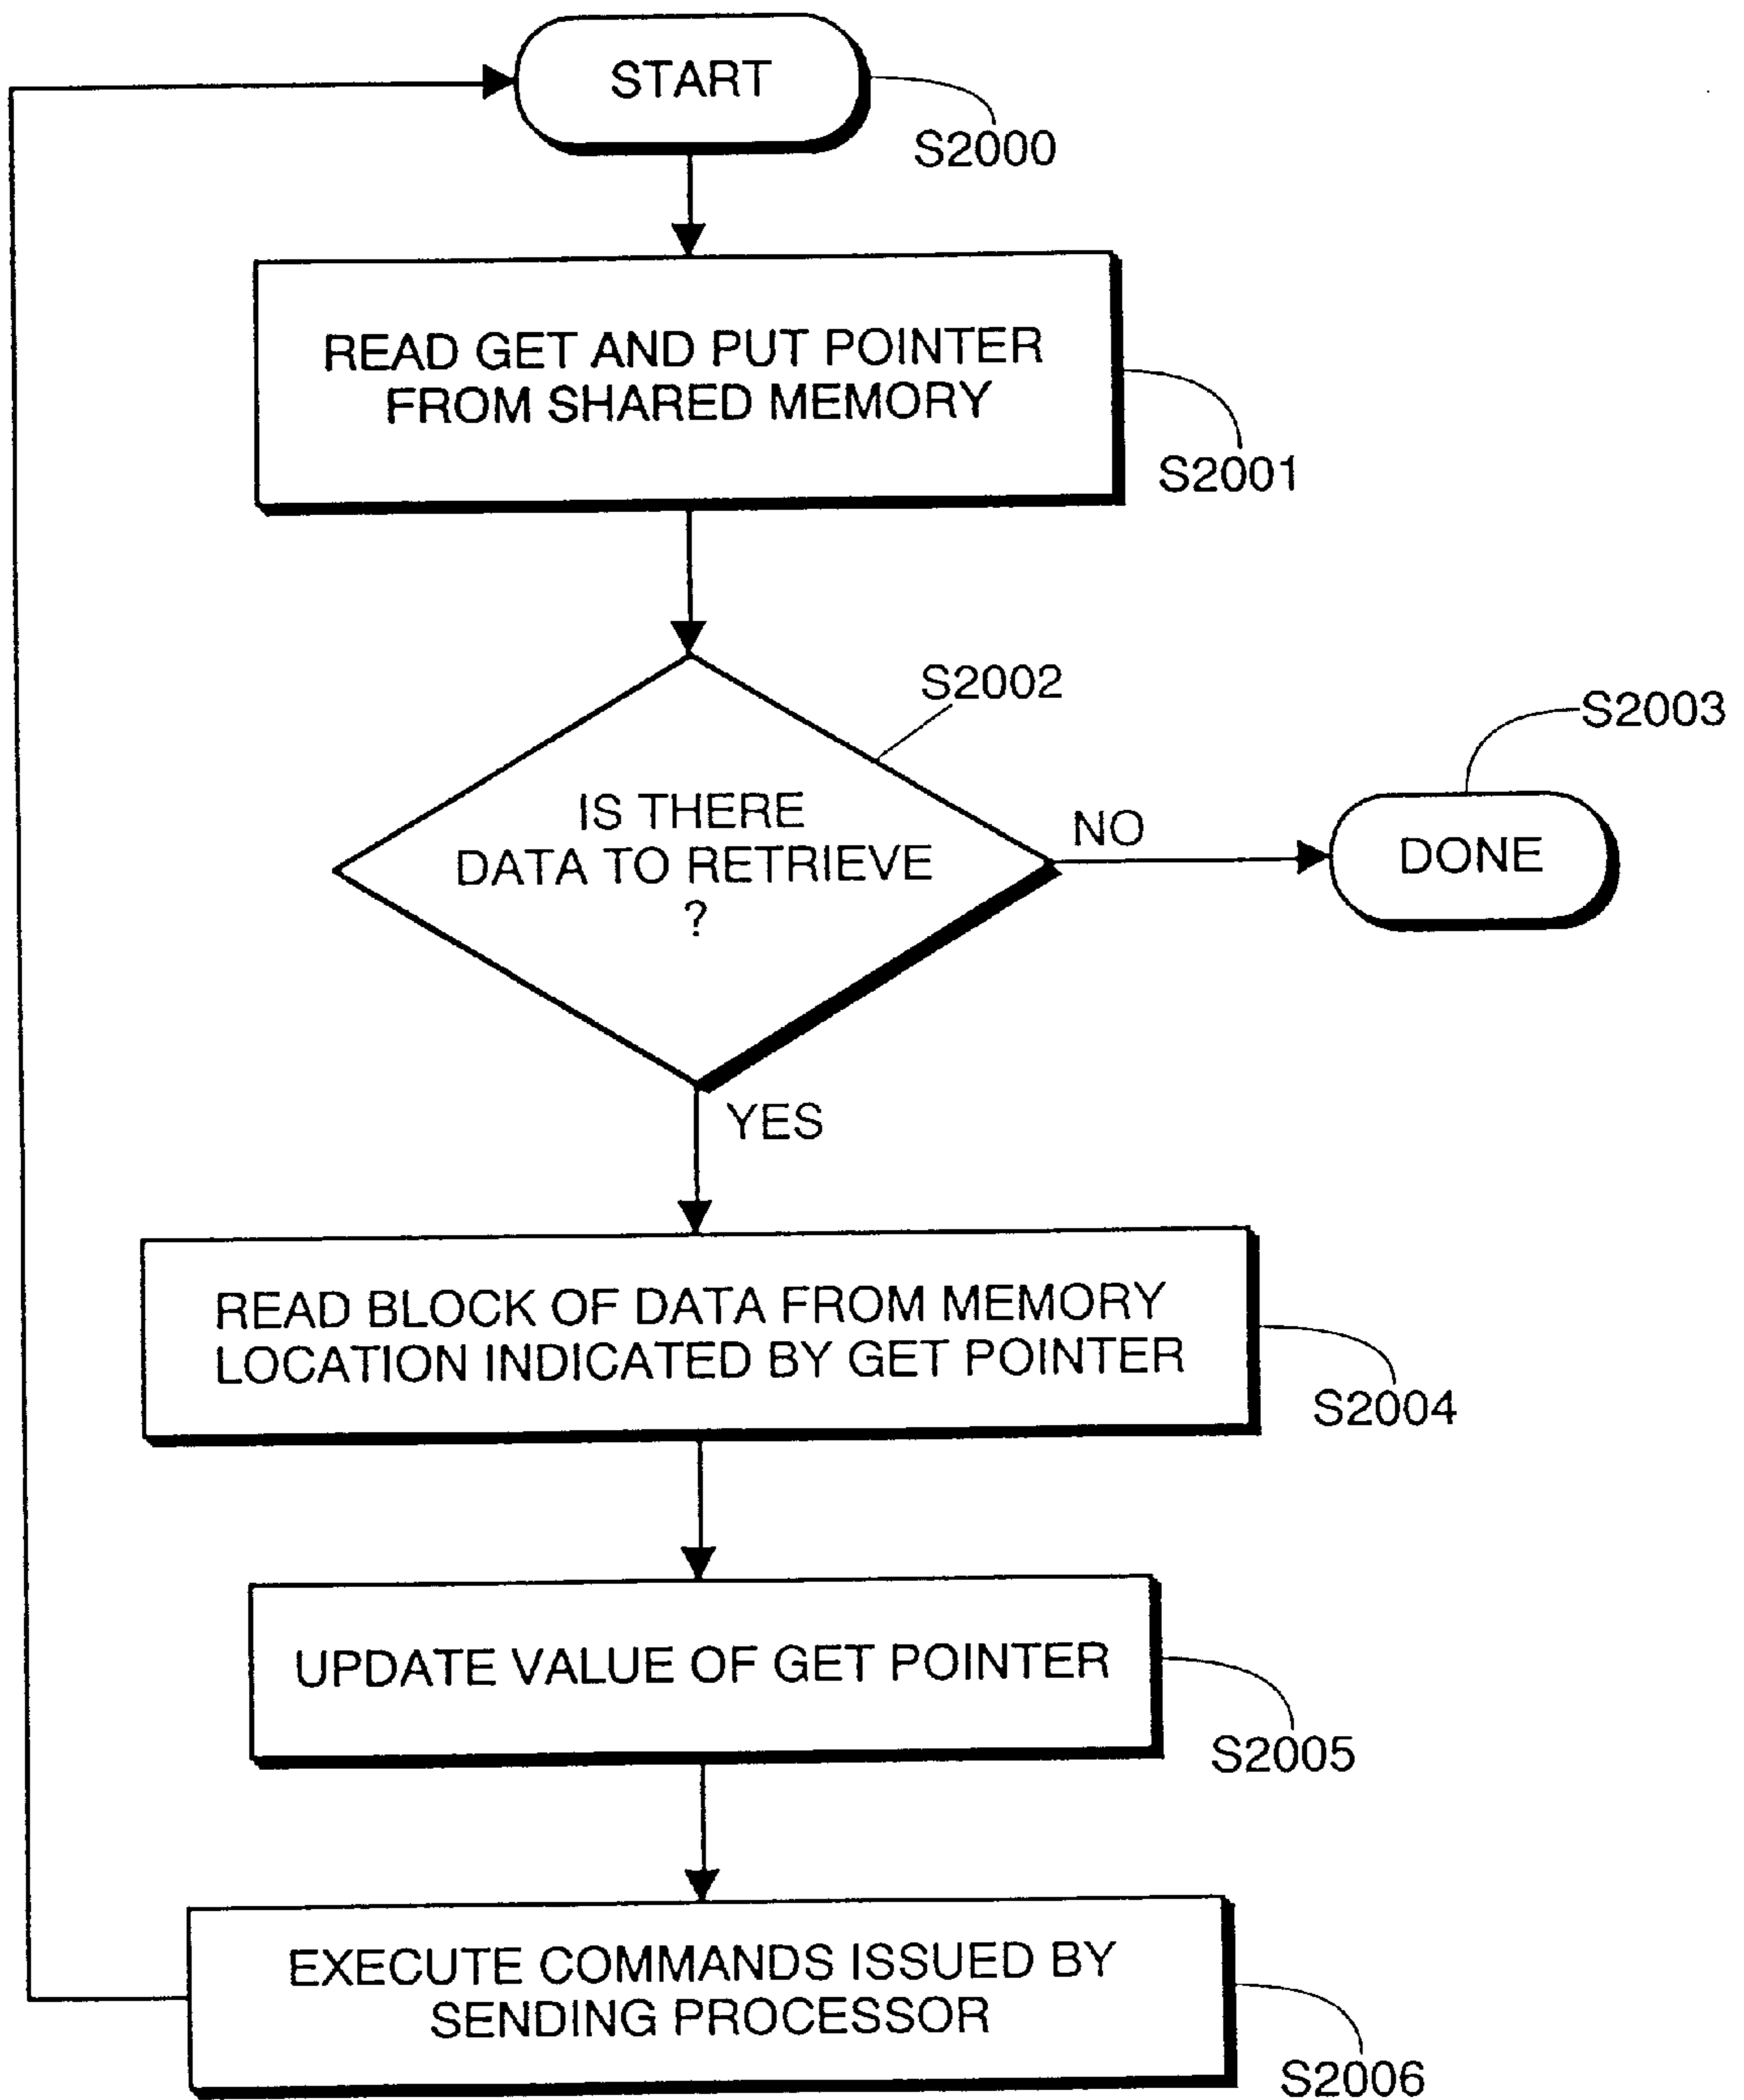 START
S2000
READ GET AND PUT POINTER
FROM SHARED MEMORY
S2001
S2002
S2003
IS THERE
DATA TO RETRIEVE
?
NO
DONE
YES
READ BLOCK OF DATA FROM MEMORY
LOCATION INDICATED BY GET POINTER
S2004
UPDATE VALUE OF GET POINTER
S2005
EXECUTE COMMANDS ISSUED BY
SENDING PROCESSOR
S2006